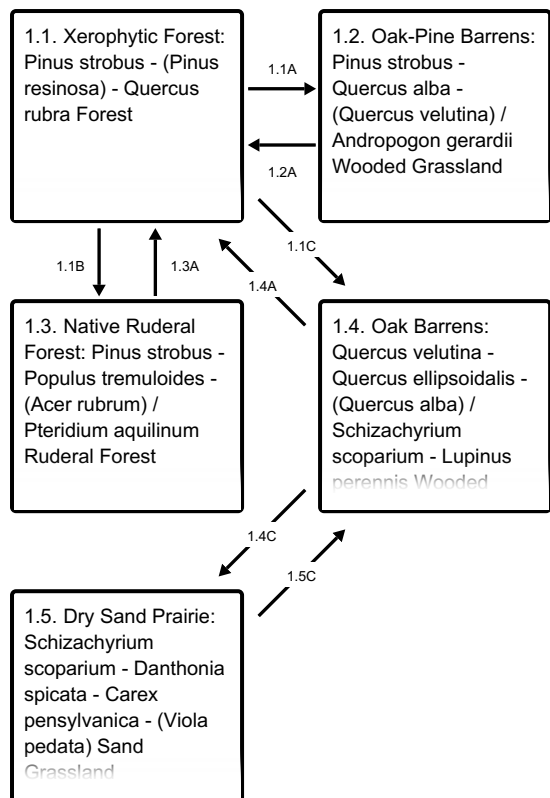 1.1. Xerophytic Forest:
Pinus strobus - (Pinus
resinosa) - Quercus
rubra Forest
1.1A
1.2A
1.2. Oak-Pine Barrens:
Pinus strobus -
Quercus alba -
(Quercus velutina) /
Andropogon gerardii
Wooded Grassland
1.1B
1.3A
1.1C
1.4A
1.3. Native Ruderal
Forest: Pinus strobus -
Populus tremuloides -
(Acer rubrum) /
Pteridium aquilinum
Ruderal Forest
1.4. Oak Barrens:
Quercus velutina -
Quercus ellipsoidalis -
(Quercus alba) /
Schizachyrium
scoparium - Lupinus
perennis Wooded
1.4C
1.5C
1.5. Dry Sand Prairie:
Schizachyrium
scoparium - Danthonia
spicata - Carex
pensylvanica - (Viola
pedata) Sand
Grassland